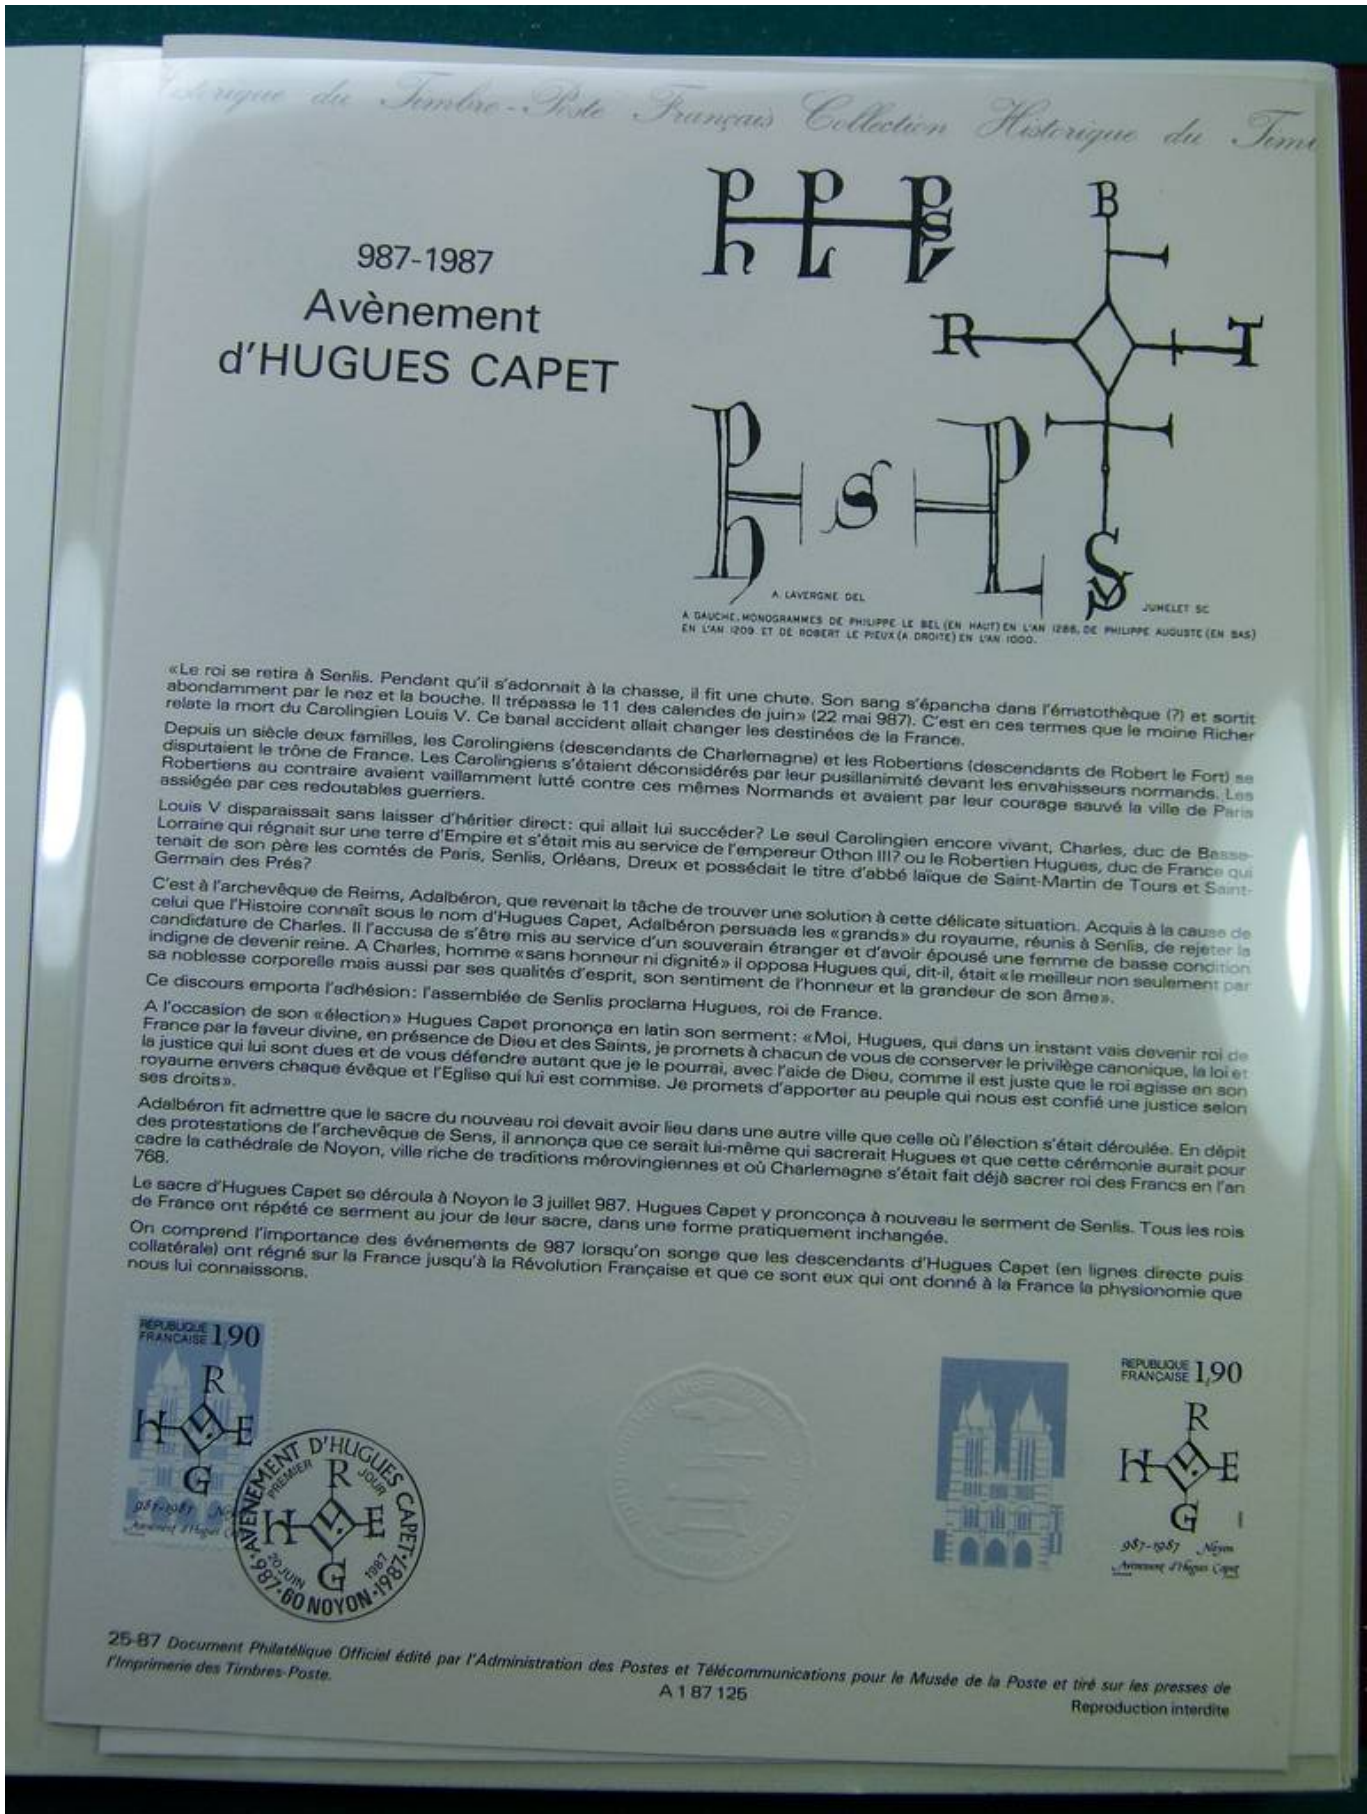 Historique du Timbre-Poste Français Collection Historique du Timb
987-1987
Avènement
d'HUGUES CAPET
A. LAVERGNE DEL
JUMELET SC
A GAUCHE, MONOGRAMMES DE PHILIPPE LE BEL (EN HAUT) EN L'AN 1286, DE PHILIPPE AUGUSTE (EN BAS)
EN L'AN 1209 ET DE ROBERT LE PIEUX (A DROITE) EN L'AN 1000.
«Le roi se retira à Senlis. Pendant qu'il s'adonnait à la chasse, il fit une chute. Son sang s'épancha dans l'ématothèque (?) et sortit
abondamment par le nez et la bouche. Il trépassa le 11 des calendes de juin» (22 mai 987). C'est en ces termes que le moine Richer
relate la mort du Carolingien Louis V. Ce banal accident allait changer les destinées de la France.
Depuis un siècle deux familles, les Carolingiens (descendants de Charlemagne) et les Robertiens (descendants de Robert le Fort) se
disputaient le trône de France. Les Carolingiens s'étaient déconsidérés par leur pusillanimité devant les envahisseurs normands. Les
Robertiens au contraire avaient vaillamment lutté contre ces mêmes Normands et avaient par leur courage sauvé la ville de Paris
assiégée par ces redoutables guerriers.
Louis V disparaissait sans laisser d'héritier direct: qui allait lui succéder? Le seul Carolingien encore vivant, Charles, duc de Basse-
Lorraine qui régnait sur une terre d'Empire et s'était mis au service de l'empereur Othon III? ou le Robertien Hugues, duc de France qui
tenait de son père les comtés de Paris, Senlis, Orléans, Dreux et possédait le titre d'abbé laïque de Saint-Martin de Tours et Saint-
Germain des Prés?
C'est à l'archevêque de Reims, Adalbéron, que revenait la tâche de trouver une solution à cette délicate situation. Acquis à la cause de
celui que l'Histoire connaît sous le nom d'Hugues Capet, Adalbéron persuada les «grands» du royaume, réunis à Senlis, de rejeter la
candidature de Charles. Il l'accusa de s'être mis au service d'un souverain étranger et d'avoir épousé une femme de basse condition
indigne de devenir reine. A Charles, homme «sans honneur ni dignité» il opposa Hugues qui, dit-il, était «le meilleur non seulement par
sa noblesse corporelle mais aussi par ses qualités d'esprit, son sentiment de l'honneur et la grandeur de son âme».
Ce discours emporta l'adhésion: l'assemblée de Senlis proclama Hugues, roi de France.
A l'occasion de son «élection» Hugues Capet prononça en latin son serment: «Moi, Hugues, qui dans un instant vais devenir roi de
France par la faveur divine, en présence de Dieu et des Saints, je promets à chacun de vous de conserver le privilège canonique, la loi et
la justice qui lui sont dues et de vous défendre autant que je le pourrai, avec l'aide de Dieu, comme il est juste que le roi agisse en son
royaume envers chaque évêque et l'Eglise qui lui est commise. Je promets d'apporter au peuple qui nous est confié une justice selon
ses droits».
Adalbéron fit admettre que le sacre du nouveau roi devait avoir lieu dans une autre ville que celle où l'élection s'était déroulée. En dépit
des protestations de l'archevêque de Sens, il annonça que ce serait lui-même qui sacrerait Hugues et que cette cérémonie aurait pour
cadre la cathédrale de Noyon, ville riche de traditions mérovingiennes et où Charlemagne s'était fait déjà sacrer roi des Francs en l'an
768.
Le sacre d'Hugues Capet se déroula à Noyon le 3 juillet 987. Hugues Capet y pronconça à nouveau le serment de Senlis. Tous les rois
de France ont répété ce serment au jour de leur sacre, dans une forme pratiquement inchangée.
On comprend l'importance des événements de 987 lorsqu'on songe que les descendants d'Hugues Capet (en lignes directe puis
collatérale) ont régné sur la France jusqu'à la Révolution Française et que ce sont eux qui ont donné à la France la physionomie que
nous lui connaissons.
REPUBLIQUE
FRANCAISE 1,90
R
H E
G
987-1987
Avènement d'Hugues
AVENEMENT D'HUGUES CAPET
PREMIER JOUR
R
H E
G
20 JUIN 1987
987·60 NOYON·1987
REPUBLIQUE
FRANCAISE 1,90
R
H E
G
987-1987 Noyon
Avènement d'Hugues Capet
25-87 Document Philatélique Officiel édité par l'Administration des Postes et Télécommunications pour le Musée de la Poste et tiré sur les presses de
l'Imprimerie des Timbres-Poste.
A 1 87 125
Reproduction interdite